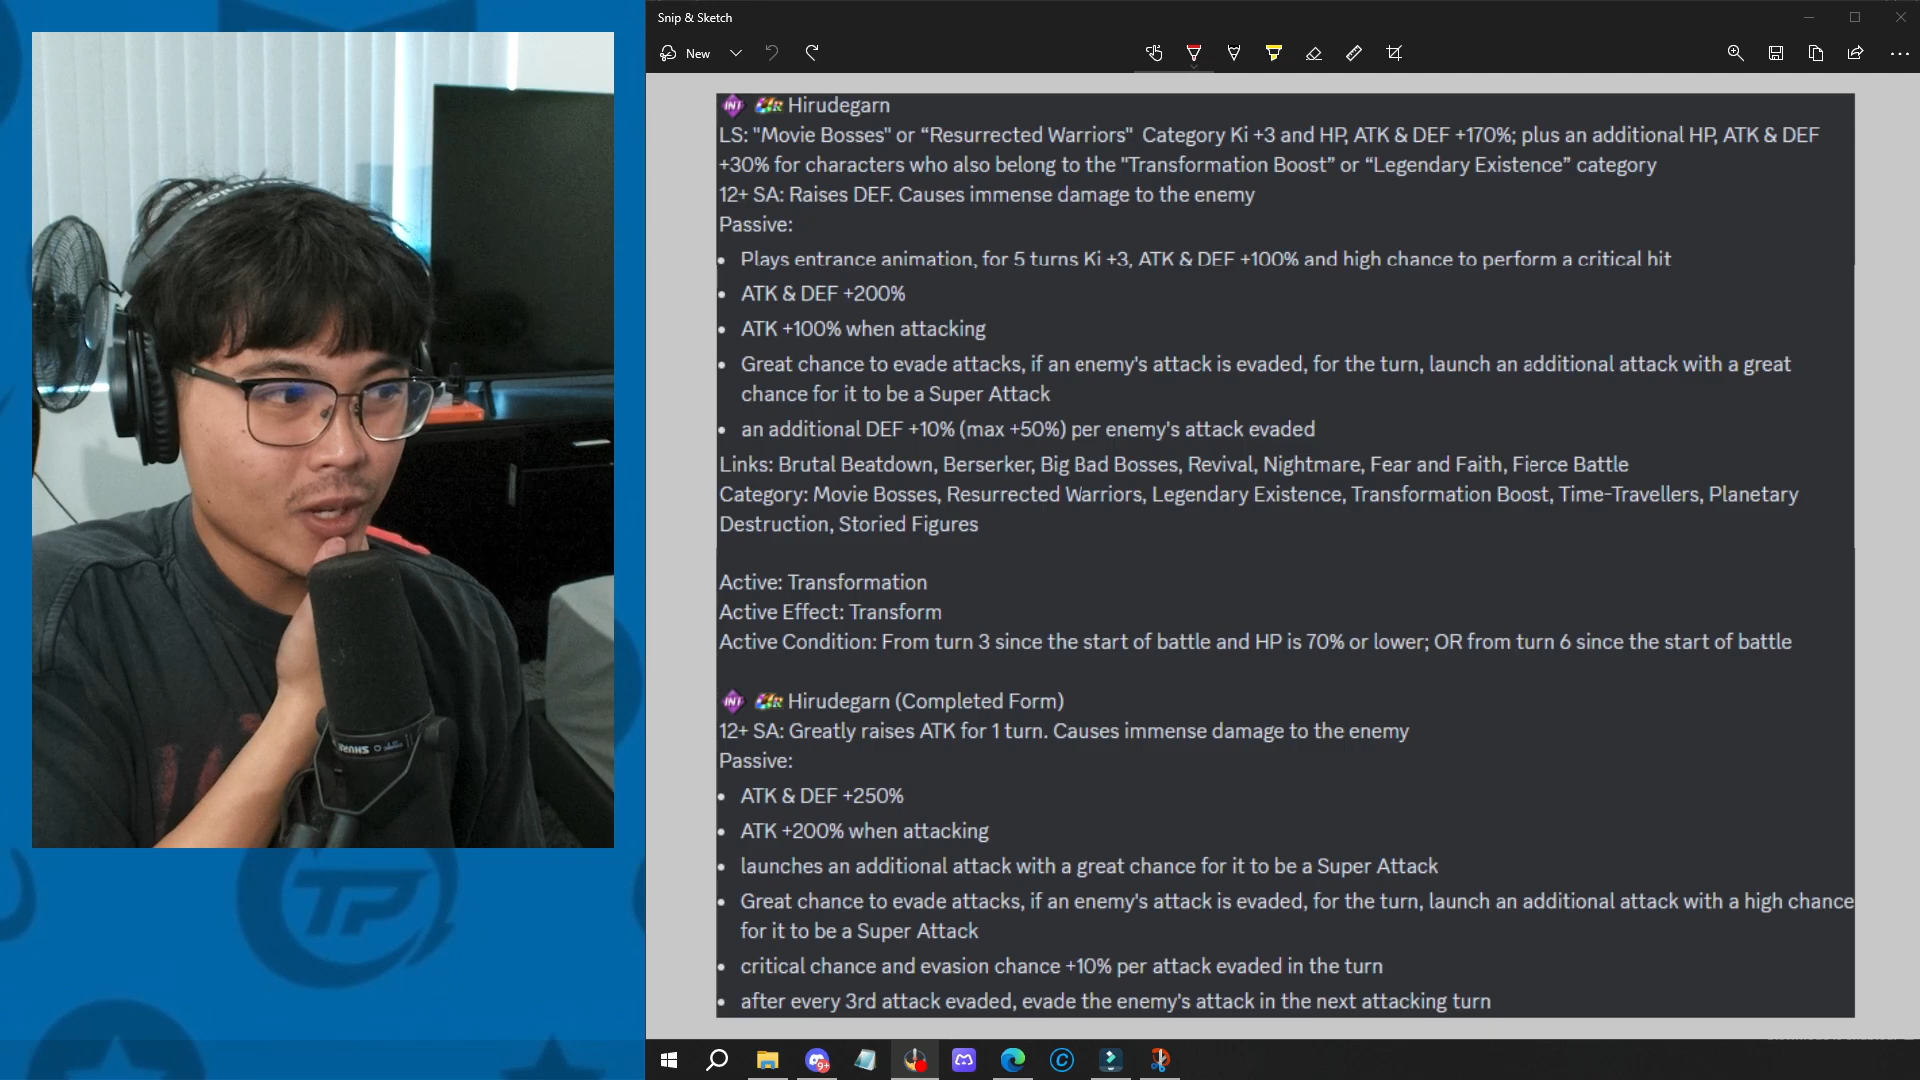 Snip & Sketch
New
INT LR Hirudegarn
LS: "Movie Bosses" or “Resurrected Warriors"  Category Ki +3 and HP, ATK & DEF +170%; plus an additional HP, ATK & DEF
+30% for characters who also belong to the "Transformation Boost” or “Legendary Existence” category
12+ SA: Raises DEF. Causes immense damage to the enemy
Passive:
• Plays entrance animation, for 5 turns Ki +3, ATK & DEF +100% and high chance to perform a critical hit
• ATK & DEF +200%
• ATK +100% when attacking
• Great chance to evade attacks, if an enemy's attack is evaded, for the turn, launch an additional attack with a great
chance for it to be a Super Attack
• an additional DEF +10% (max +50%) per enemy's attack evaded
Links: Brutal Beatdown, Berserker, Big Bad Bosses, Revival, Nightmare, Fear and Faith, Fierce Battle
Category: Movie Bosses, Resurrected Warriors, Legendary Existence, Transformation Boost, Time-Travellers, Planetary
Destruction, Storied Figures
Active: Transformation
Active Effect: Transform
Active Condition: From turn 3 since the start of battle and HP is 70% or lower; OR from turn 6 since the start of battle
INT LR Hirudegarn (Completed Form)
12+ SA: Greatly raises ATK for 1 turn. Causes immense damage to the enemy
Passive:
• ATK & DEF +250%
• ATK +200% when attacking
• launches an additional attack with a great chance for it to be a Super Attack
• Great chance to evade attacks, if an enemy's attack is evaded, for the turn, launch an additional attack with a high chance
for it to be a Super Attack
• critical chance and evasion chance +10% per attack evaded in the turn
• after every 3rd attack evaded, evade the enemy's attack in the next attacking turn
SHURE
TP
9+